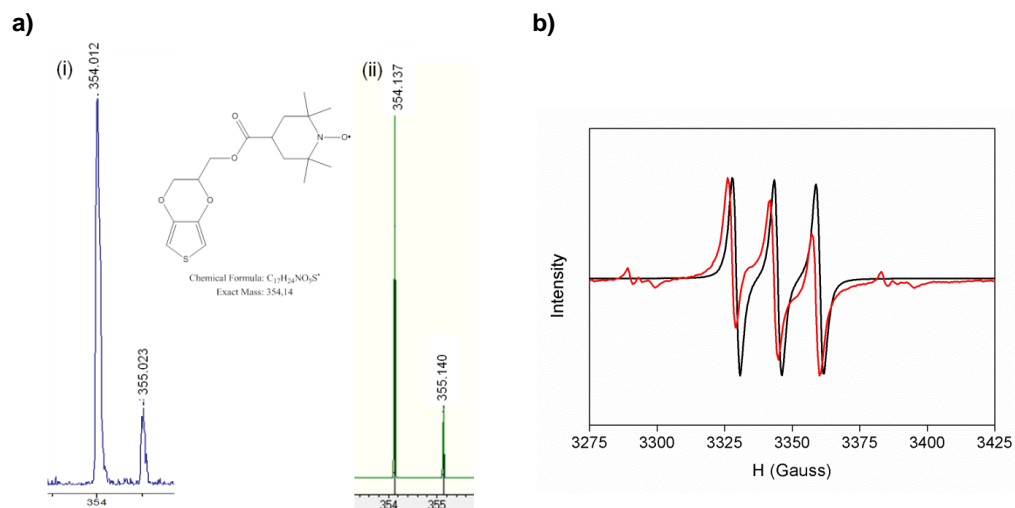 a)
b)
(i)
354.012
355.023
354
O
O
N
O•
O
O
S
Chemical Formula: C₁₇H₂₄NO₅S•
Exact Mass: 354,14
(ii)
354.137
355.140
354
355
Intensity
3275 3300 3325 3350 3375 3400 3425
H (Gauss)